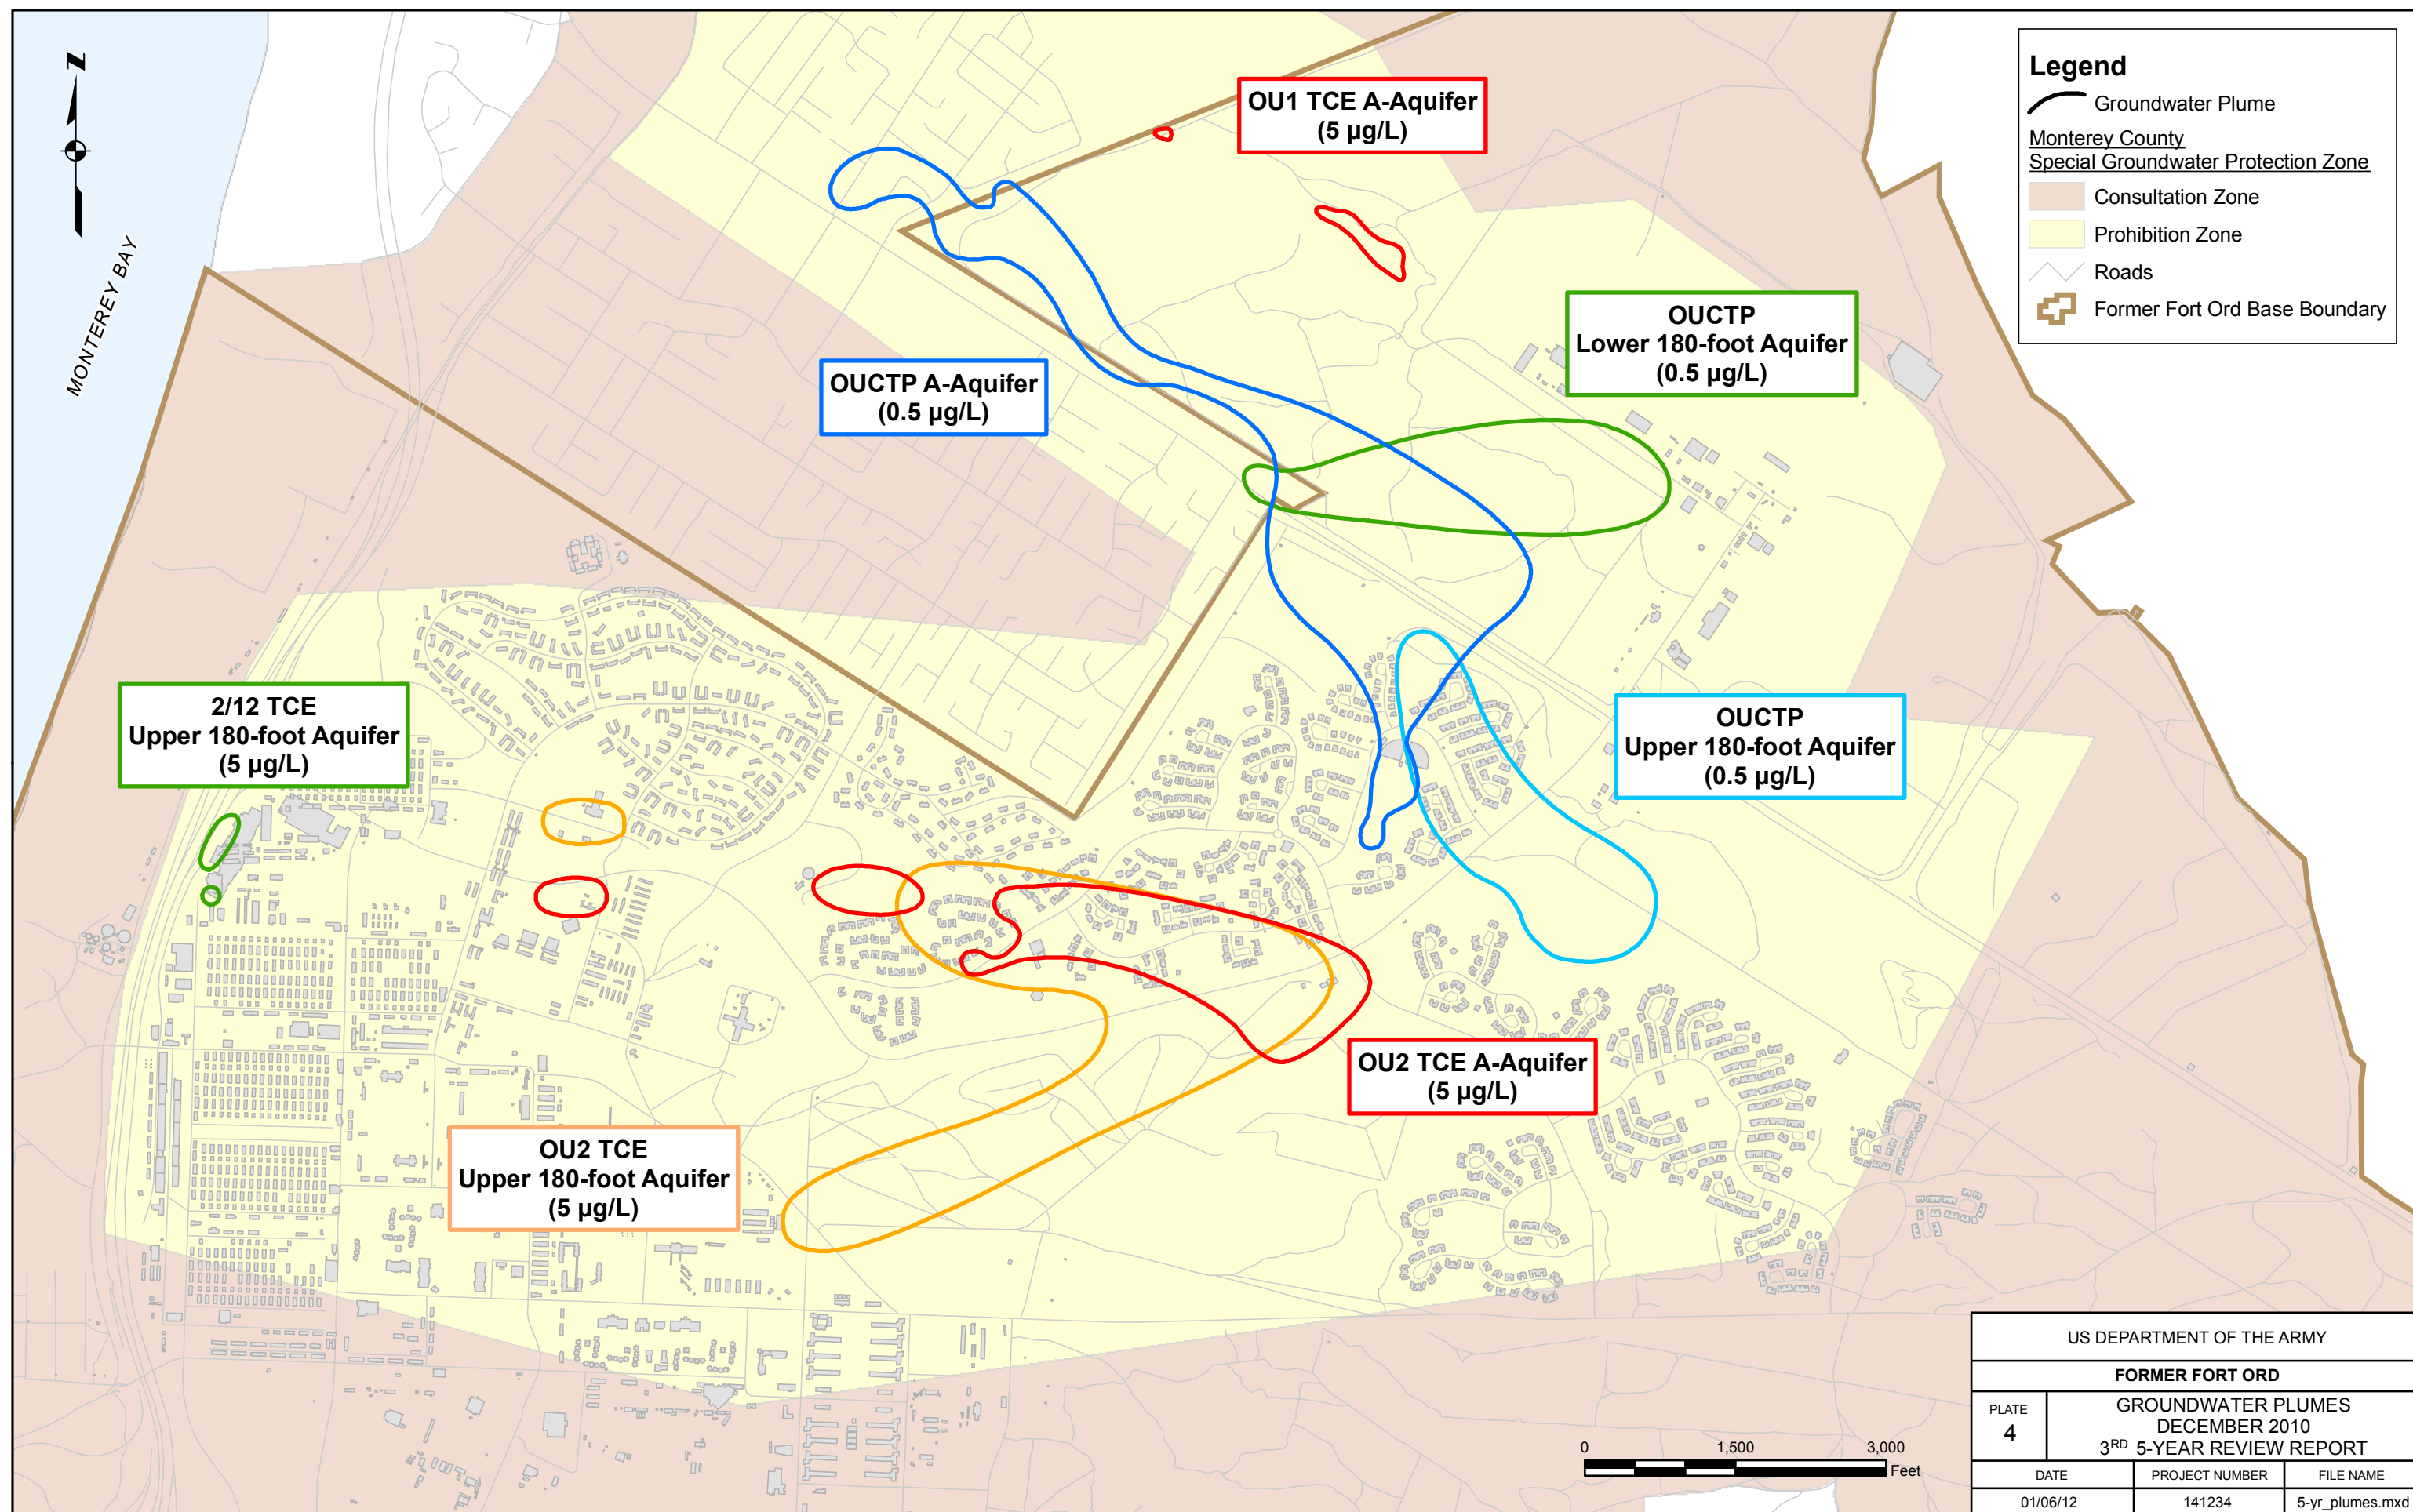 N
MONTEREY BAY
OU1 TCE A-Aquifer
(5 µg/L)
Legend
Groundwater Plume
Monterey County
Special Groundwater Protection Zone
Consultation Zone
Prohibition Zone
Roads
Former Fort Ord Base Boundary
OUCTP
Lower 180-foot Aquifer
(0.5 µg/L)
OUCTP A-Aquifer
(0.5 µg/L)
2/12 TCE
Upper 180-foot Aquifer
(5 µg/L)
OUCTP
Upper 180-foot Aquifer
(0.5 µg/L)
OU2 TCE A-Aquifer
(5 µg/L)
OU2 TCE
Upper 180-foot Aquifer
(5 µg/L)
0 1,500 3,000
Feet
US DEPARTMENT OF THE ARMY
FORMER FORT ORD
PLATE
4
GROUNDWATER PLUMES
DECEMBER 2010
3RD 5-YEAR REVIEW REPORT
DATE PROJECT NUMBER FILE NAME
01/06/12 141234 5-yr_plumes.mxd